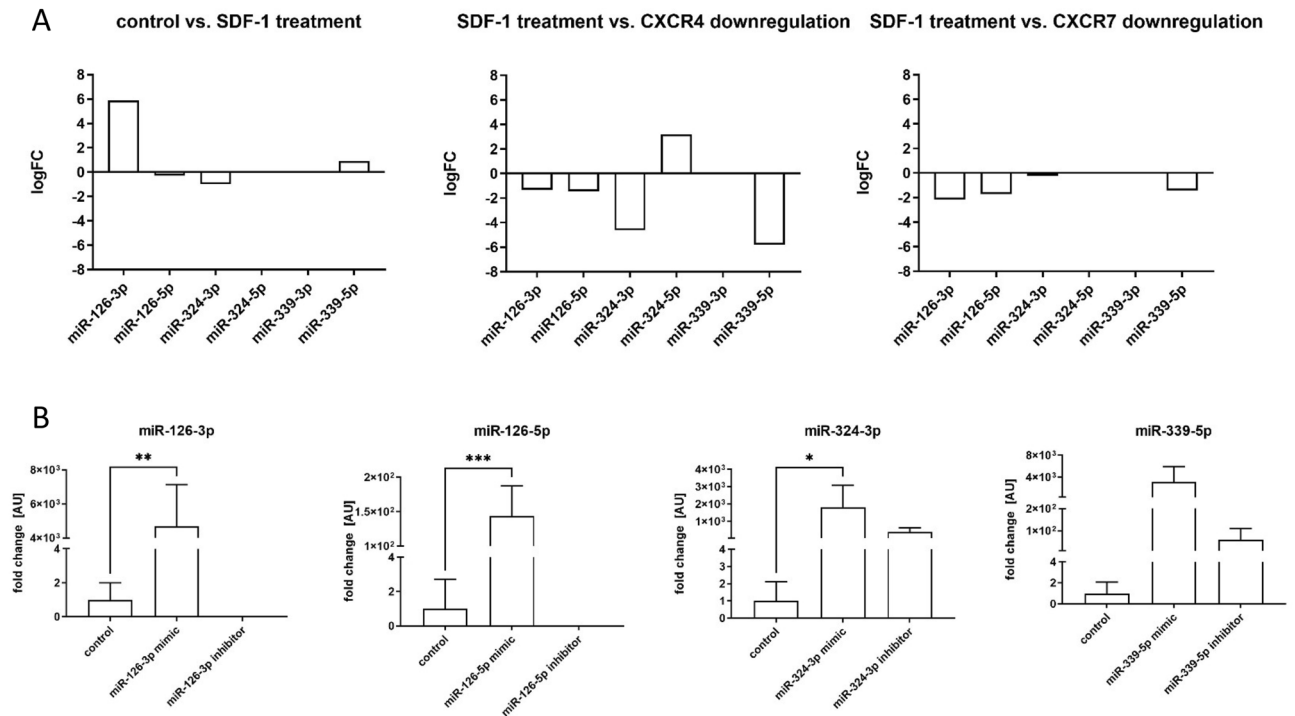 A
control vs. SDF-1 treatment
SDF-1 treatment vs. CXCR4 downregulation
SDF-1 treatment vs. CXCR7 downregulation
logFC
8
6
4
2
0
-2
-4
-6
-8
miR-126-3p
miR-126-5p
miR-324-3p
miR-324-5p
miR-339-3p
miR-339-5p
logFC
8
6
4
2
0
-2
-4
-6
-8
miR-126-3p
miR126-5p
miR-324-3p
miR-324-5p
miR-339-3p
miR-339-5p
logFC
8
6
4
2
0
-2
-4
-6
-8
miR-126-3p
miR-126-5p
miR-324-3p
miR-324-5p
miR-339-3p
miR-339-5p
B
miR-126-3p
**
fold change [AU]
8×10³
6×10³
4×10³
4
2
0
control
miR-126-3p mimic
miR-126-3p inhibitor
miR-126-5p
***
fold change [AU]
2×10²
1.5×10²
1×10²
4
2
0
control
miR-126-5p mimic
miR-126-5p inhibitor
miR-324-3p
*
fold change [AU]
4×10³
3×10³
2×10³
1×10³
4
3
2
1
0
control
miR-324-3p mimic
miR-324-3p inhibitor
miR-339-5p
fold change [AU]
8×10³
4×10³
2×10²
1×10²
4
2
0
control
miR-339-5p mimic
miR-339-5p inhibitor